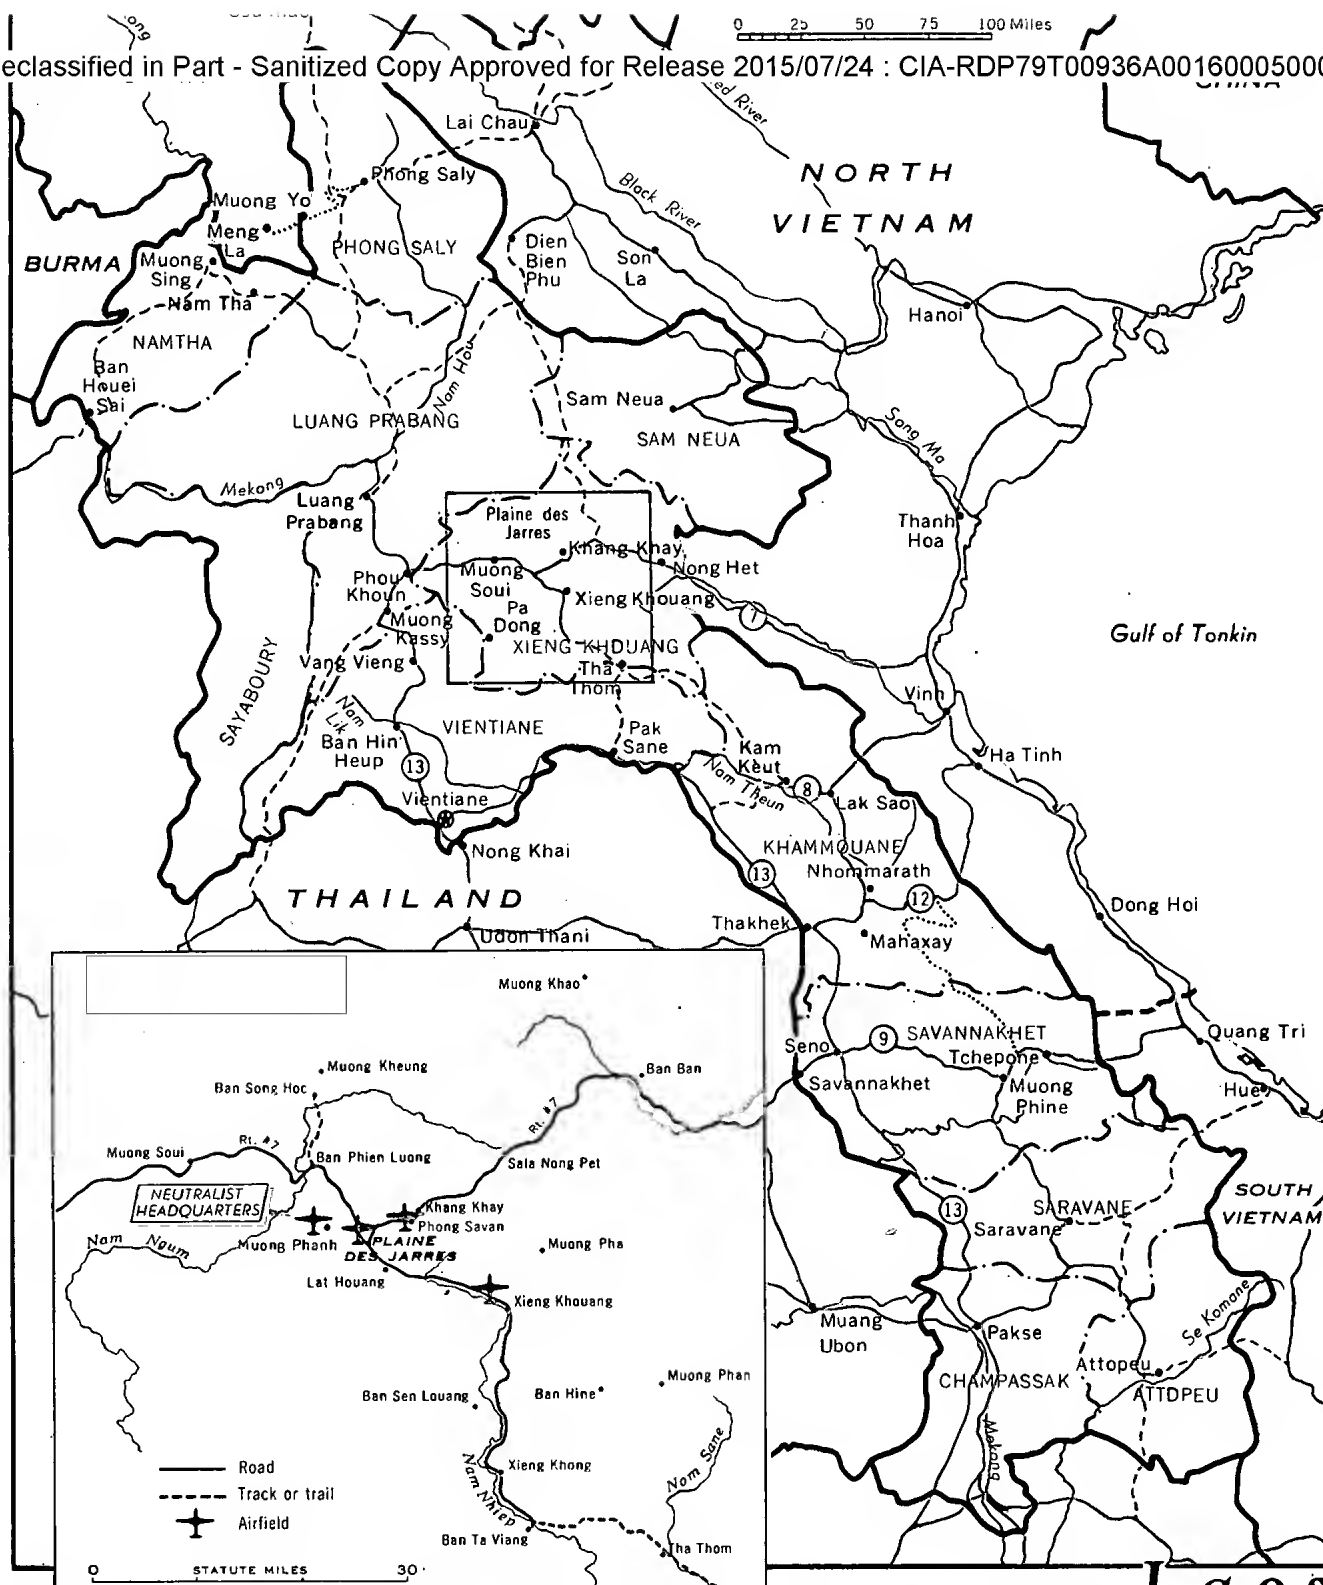 0 25 50 75 100 Miles
eclassified in Part - Sanitized Copy Approved for Release 2015/07/24 : CIA-RDP79T00936A00160005000
CHINA
Red River
Lai Chau
NORTH
VIETNAM
Phong Saly
Black River
Muong Yo
Meng
La
PHONG SALY
Dien
Bien
Phu
Son
La
BURMA
Muong
Sing
Nam Tha
Hanoi
NAMTHA
Ban
Houei
Sai
Nam Hou
LUANG PRABANG
Sam Neua
SAM NEUA
Song Ma
Mekong
Luang
Prabang
Plaine des
Jarres
Thanh
Hoa
Khang Khay
Nong Het
Phou
Khoun
Muong
Soui
Xieng Khouang
7
Muong
Kassy
Pa
Dong
XIENG KHOUANG
Gulf of Tonkin
Vang Vieng
Tha
Thom
SAYABOURY
Vinh
Nam
Lik
VIENTIANE
Pak
Sane
Ban Hin
Heup
13
Kam
Keut
Ha Tinh
Nam Theun
8
Lak Sao
Vientiane
Nong Khai
KHAMMOUANE
Nhommarath
13
12
THAILAND
Thakhek
Dong Hoi
Udon Thani
Mahaxay
Muong Khao
SAVANNAKHET
9
Seno
Tchepone
Quang Tri
Savannakhet
Muong
Phine
Hue
Muong Kheung
Ban Ban
Ban Song Hoc
Rt. #7
Rt. #7
Muong Soui
Ban Phien Luong
Sala Nong Pet
NEUTRALIST
HEADQUARTERS
Khang Khay
Phong Savan
Nam Ngum
Muong Phanh
PLAINE
DES JARRES
Muong Pha
Lat Houang
Xieng Khouang
SARAVANE
13
Saravane
SOUTH
VIETNAM
Muang
Ubon
Pakse
Se Komane
Attopeu
CHAMPASSAK
ATTOPEU
Mekong
Muong Phan
Ban Sen Louang
Ban Hine
Nam Sane
Xieng Khong
Nam Nhiep
Road
Track or trail
Airfield
Ban Ta Viang
Tha Thom
0 STATUTE MILES 30